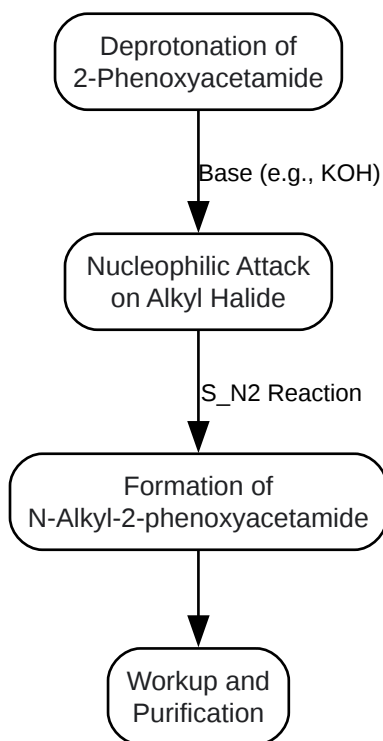 Deprotonation of
2-Phenoxyacetamide
Base (e.g., KOH)
Nucleophilic Attack
on Alkyl Halide
S_N2 Reaction
Formation of
N-Alkyl-2-phenoxyacetamide
Workup and
Purification